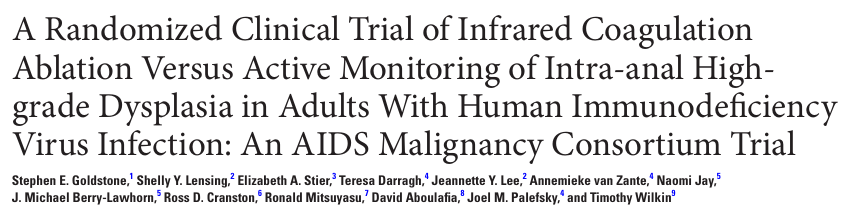 A Randomized Clinical Trial of Infrared Coagulation
Ablation Versus Active Monitoring of Intra-anal High-
grade Dysplasia in Adults With Human Immunodeficiency
Virus Infection: An AIDS Malignancy Consortium Trial
Stephen E. Goldstone,1 Shelly Y. Lensing,2 Elizabeth A. Stier,3 Teresa Darragh,4 Jeannette Y. Lee,2 Annemieke van Zante,4 Naomi Jay,5
J. Michael Berry-Lawhorn,5 Ross D. Cranston,6 Ronald Mitsuyasu,7 David Aboulafia,8 Joel M. Palefsky,4 and Timothy Wilkin9